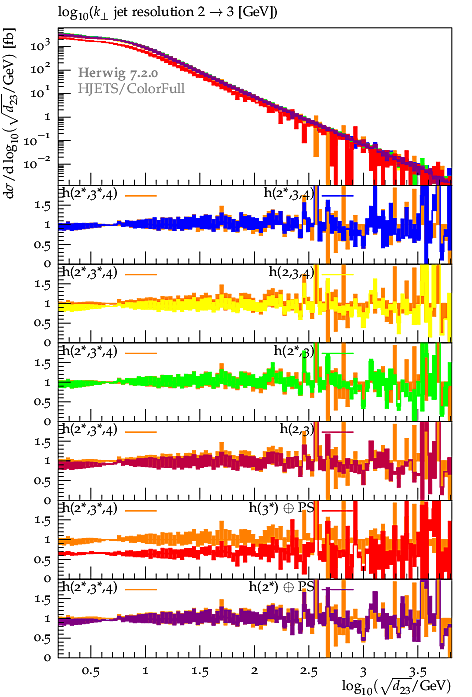 log₁₀(k⊥ jet resolution 2 → 3 [GeV])
dσ/d log₁₀(√d₂₃/GeV) [fb]
10³
10²
10¹
1
10⁻¹
10⁻²
Herwig 7.2.0
HJETS/ColorFull
h(2*,3*,4) h(2*,3,4)
1.5
1
0.5
0
h(2*,3*,4) h(2,3,4)
1.5
1
0.5
0
h(2*,3*,4) h(2*,3)
1.5
1
0.5
0
h(2*,3*,4) h(2,3)
1.5
1
0.5
0
h(2*,3*,4) h(3*) ⊕ PS
1.5
1
0.5
0
h(2*,3*,4) h(2*) ⊕ PS
1.5
1
0.5
0
0.5 1 1.5 2 2.5 3 3.5
log₁₀(√d₂₃/GeV)